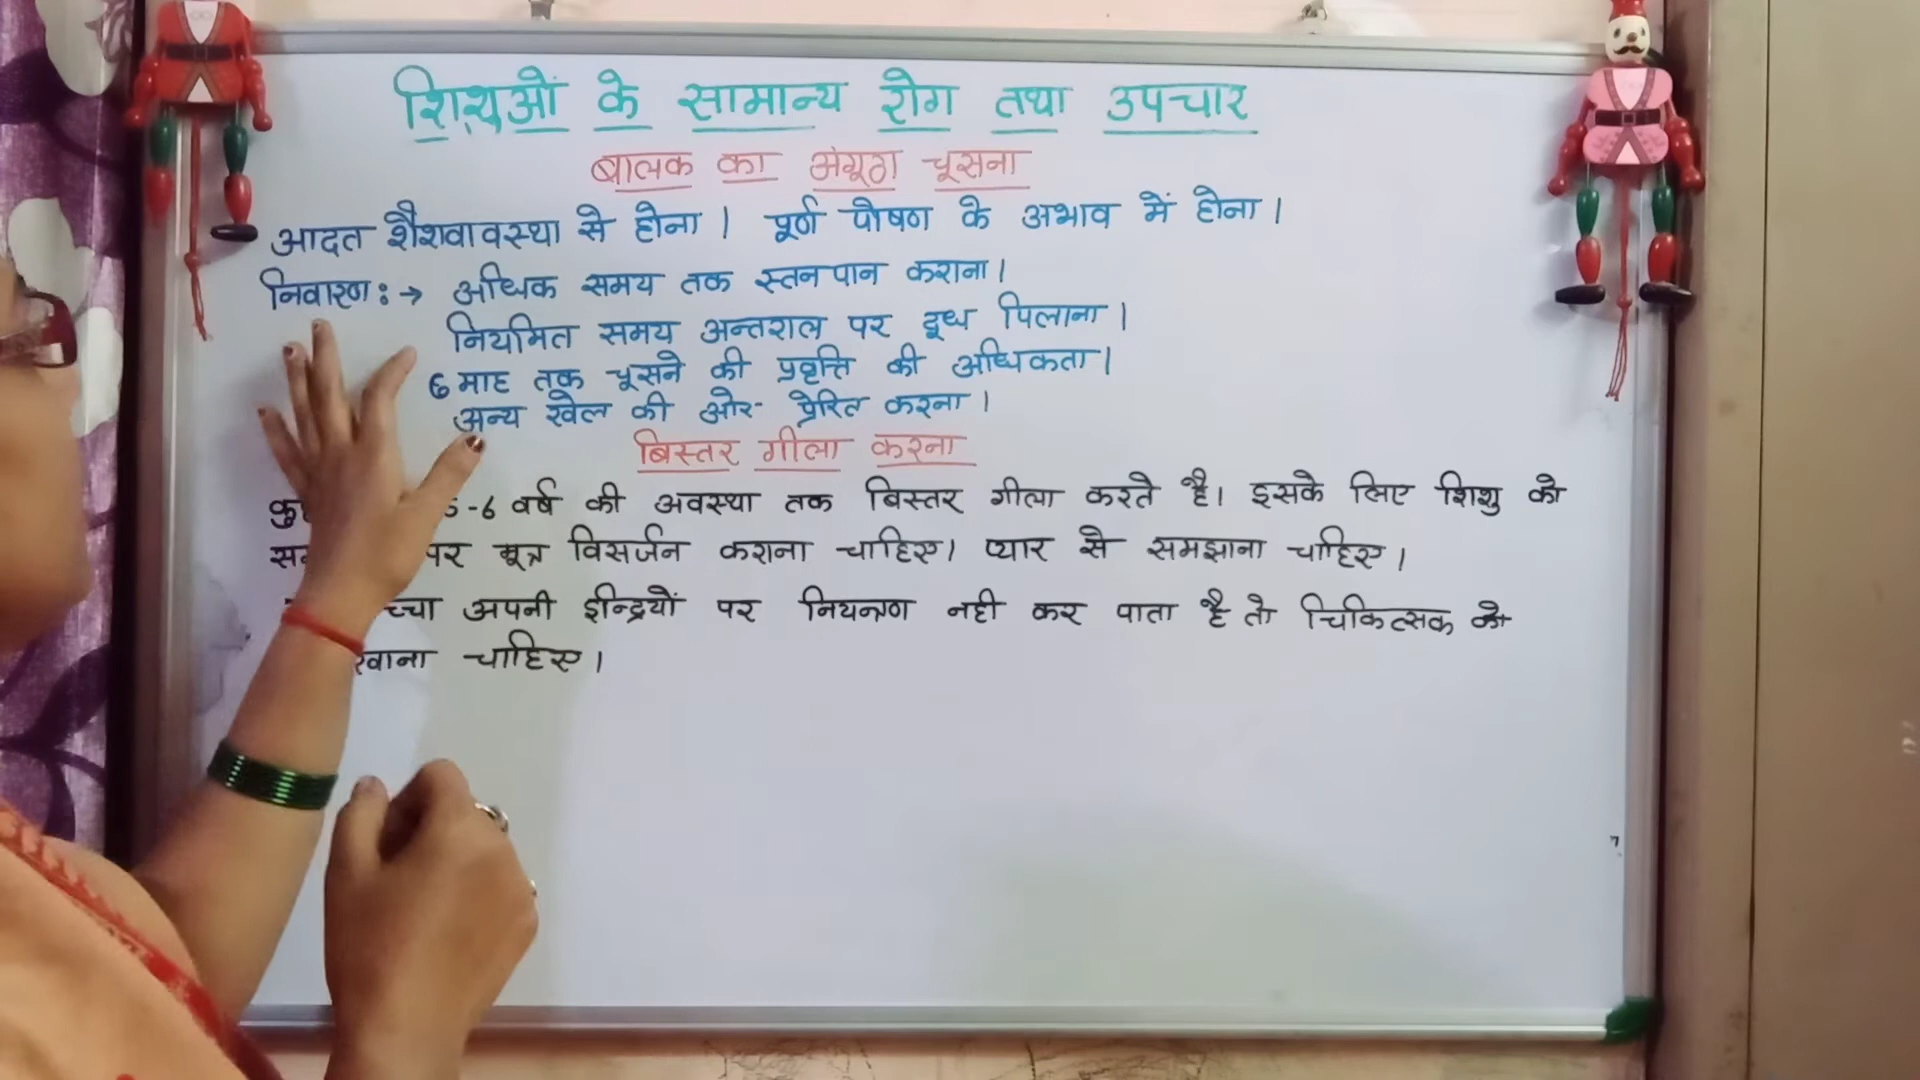 शिशुओं के सामान्य रोग तथा उपचार
बालक का अंगूठा चूसना
आदत शैशवावस्था से होना। पूर्ण पोषण के अभाव में होना।
निवारण :→ अधिक समय तक स्तनपान कराना।
नियमित समय अन्तराल पर दूध पिलाना।
6 माह तक चूसने की प्रवृत्ति की अधिकता।
अन्य खेल की ओर प्रेरित करना।
बिस्तर गीला करना
-6 वर्ष की अवस्था तक बिस्तर गीला करते है। इसके लिए शिशु को
पर मूत्र विसर्जन कराना चाहिए। प्यार से समझाना चाहिए।
अपनी इन्द्रियों पर नियन्त्रण नही कर पाता है तो चिकित्सक को
चाहिए।